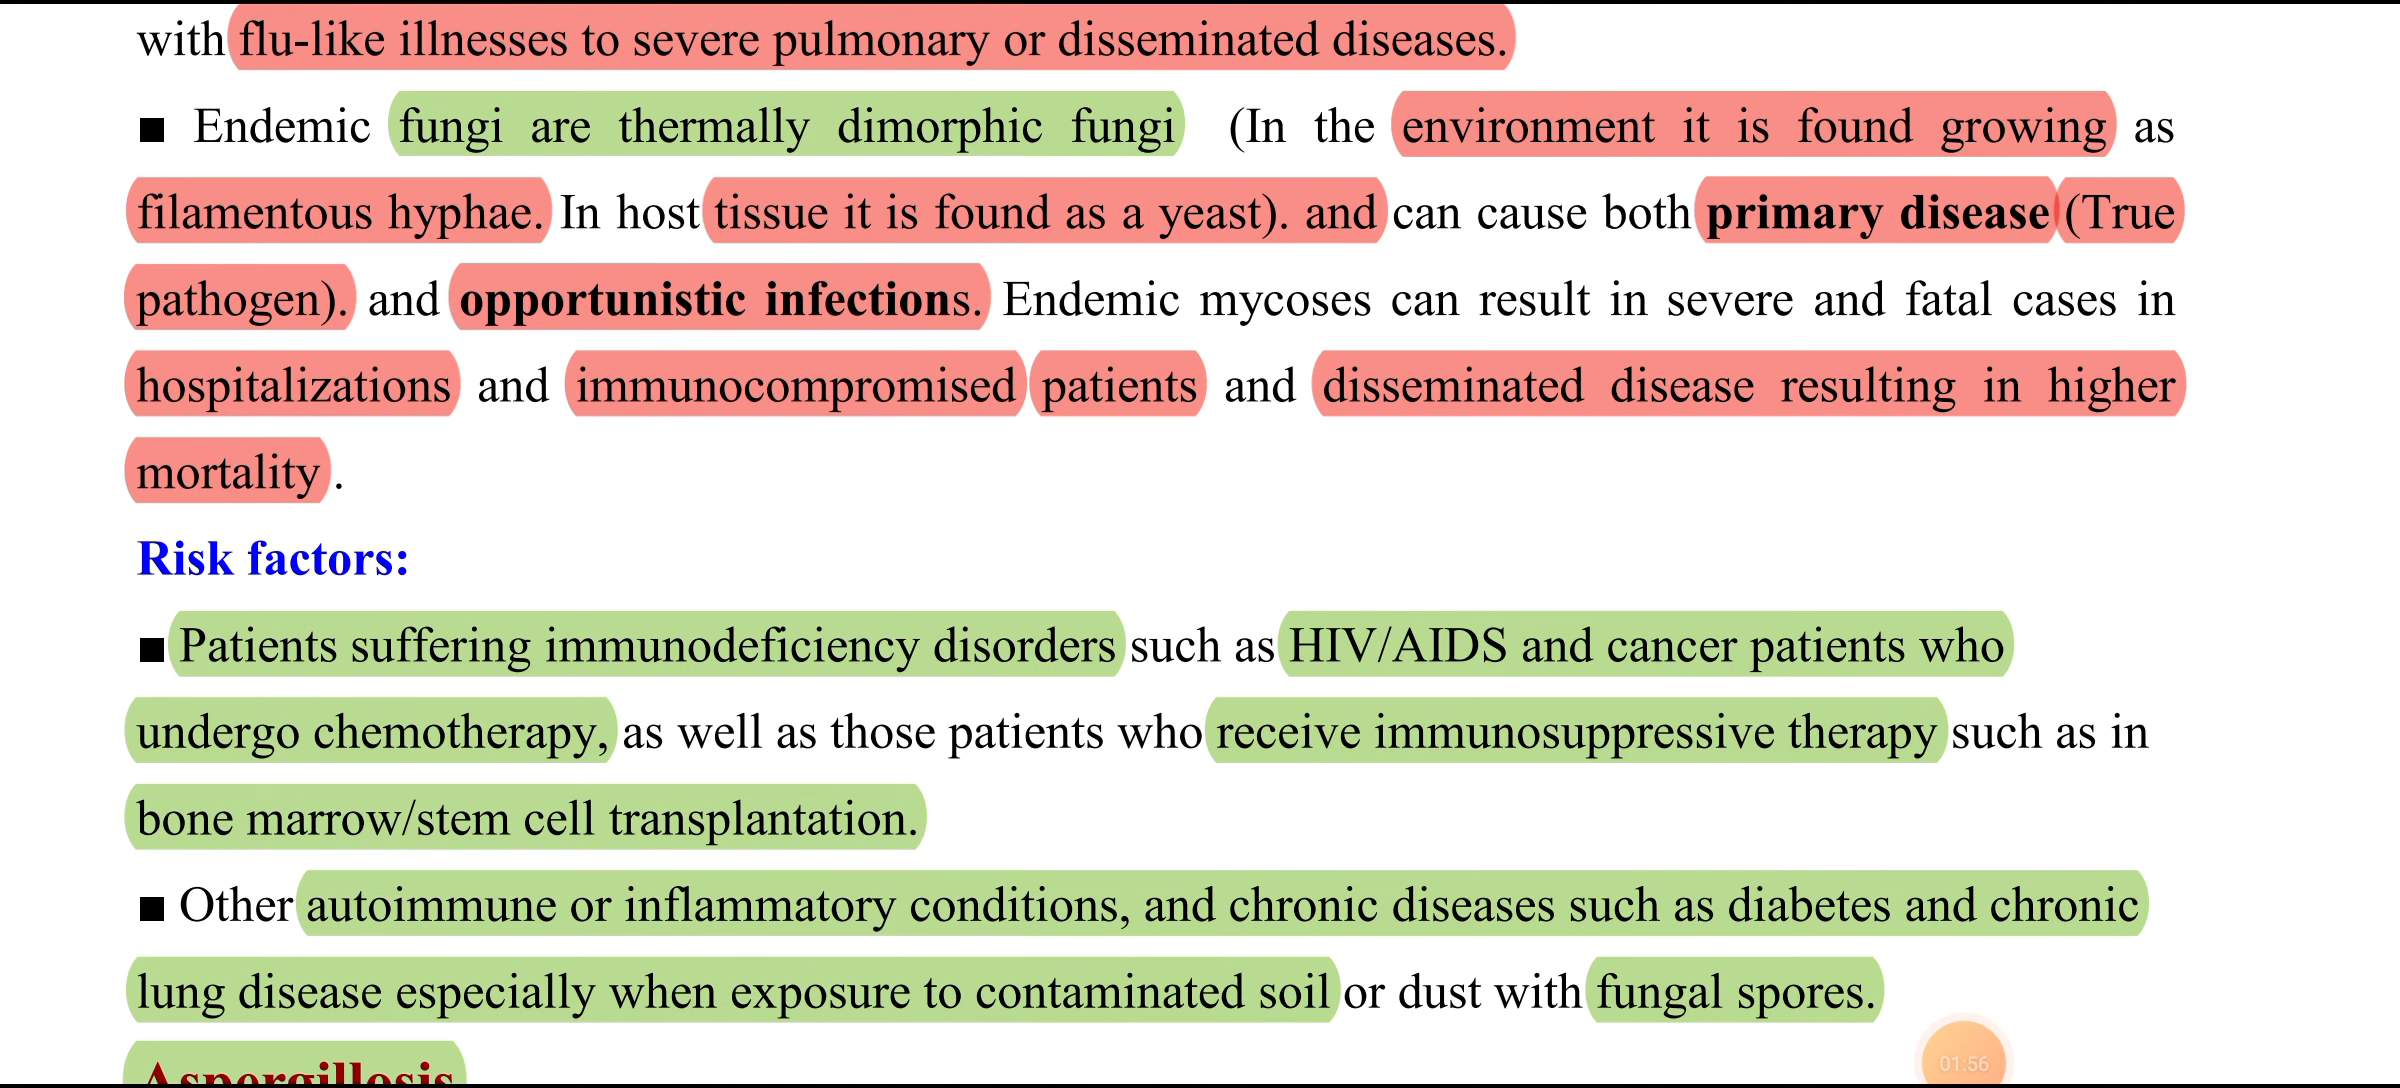 with flu-like illnesses to severe pulmonary or disseminated diseases.
■ Endemic fungi are thermally dimorphic fungi (In the environment it is found growing as
filamentous hyphae. In host tissue it is found as a yeast). and can cause both primary disease (True
pathogen). and opportunistic infections. Endemic mycoses can result in severe and fatal cases in
hospitalizations and immunocompromised patients and disseminated disease resulting in higher
mortality .
Risk factors:
■ Patients suffering immunodeficiency disorders such as HIV/AIDS and cancer patients who
undergo chemotherapy, as well as those patients who receive immunosuppressive therapy such as in
bone marrow/stem cell transplantation.
■ Other autoimmune or inflammatory conditions, and chronic diseases such as diabetes and chronic
lung disease especially when exposure to contaminated soil or dust with fungal spores.
01:56
Aspergillosis